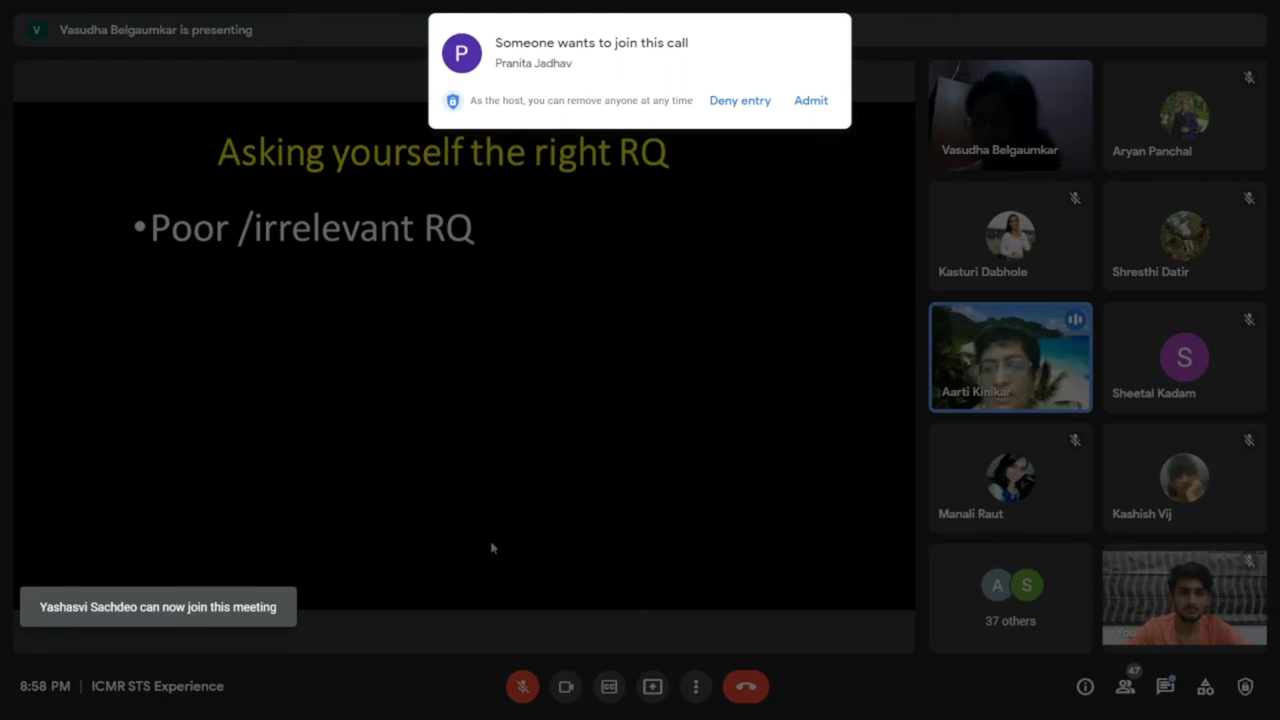 V
Vasudha Belgaumkar is presenting
P
Someone wants to join this call
Pranita Jadhav
As the host, you can remove anyone at any time
Deny entry
Admit
Asking yourself the right RQ
•Poor /irrelevant RQ
Vasudha Belgaumkar
Aryan Panchal
Kasturi Dabhole
Shresthi Datir
Aarti Kinikar
S
Sheetal Kadam
Manali Raut
Kashish Vij
A
S
37 others
You
Yashasvi Sachdeo can now join this meeting
8:58 PM | ICMR STS Experience
CC
47